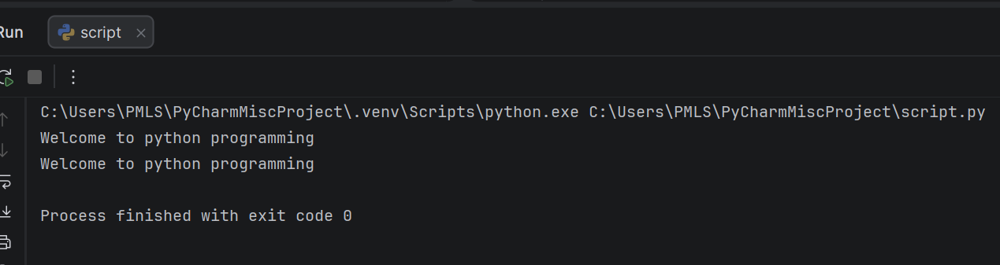 Run
script
C:\Users\PMLS\PyCharmMiscProject\.venv\Scripts\python.exe C:\Users\PMLS\PyCharmMiscProject\script.py
Welcome to python programming
Welcome to python programming
Process finished with exit code 0